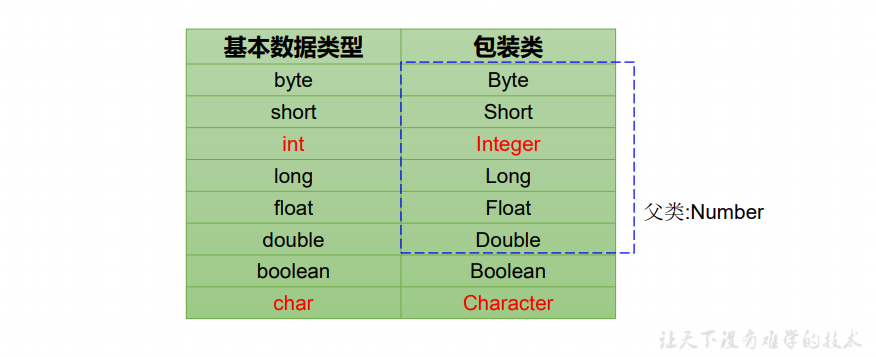 基本数据类型 包装类
byte Byte
short Short
int Integer
long Long
float Float
父类:Number
double Double
boolean Boolean
char Character
让天下没有难学的技术